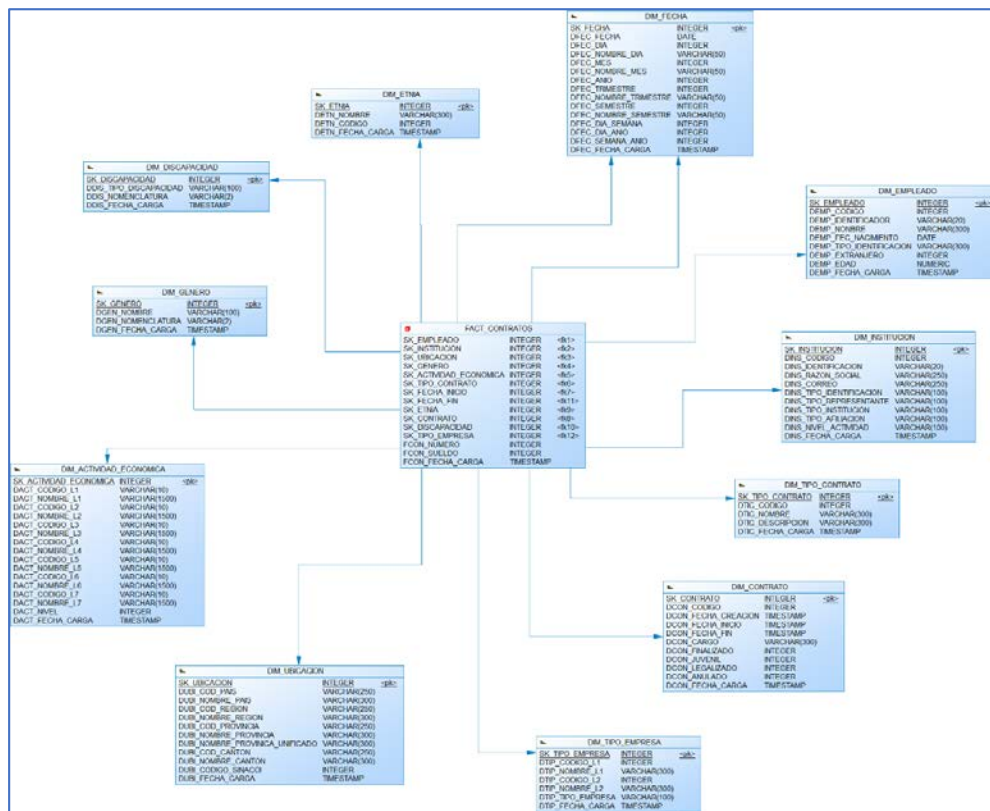 DIM_FECHA
SK_FECHA INTEGER <pk>
DFEC_FECHA DATE
DFEC_DIA INTEGER
DFEC_NOMBRE_DIA VARCHAR(50)
DFEC_MES INTEGER
DFEC_NOMBRE_MES VARCHAR(50)
DFEC_ANIO INTEGER
DFEC_TRIMESTRE INTEGER
DFEC_NOMBRE_TRIMESTRE VARCHAR(50)
DFEC_SEMESTRE INTEGER
DFEC_NOMBRE_SEMESTRE VARCHAR(50)
DFEC_DIA_SEMANA INTEGER
DFEC_DIA_ANIO INTEGER
DFEC_SEMANA_ANIO INTEGER
DFEC_FECHA_CARGA TIMESTAMP
DIM_ETNIA
SK_ETNIA INTEGER <pk>
DETN_NOMBRE VARCHAR(300)
DETN_CODIGO INTEGER
DETN_FECHA_CARGA TIMESTAMP
DIM_DISCAPACIDAD
SK_DISCAPACIDAD INTEGER <pk>
DDIS_TIPO_DISCAPACIDAD VARCHAR(100)
DDIS_NOMENCLATURA VARCHAR(2)
DDIS_FECHA_CARGA TIMESTAMP
DIM_EMPLEADO
SK_EMPLEADO INTEGER <pk>
DEMP_CODIGO INTEGER
DEMP_IDENTIFICADOR VARCHAR(20)
DEMP_NONBRE VARCHAR(300)
DEMP_FEC_NACIMIENTO DATE
DEMP_TIPO_IDENTIFICACION VARCHAR(300)
DEMP_EXTRANJERO INTEGER
DEMP_EDAD NUMERIC
DEMP_FECHA_CARGA TIMESTAMP
DIM_GENERO
SK_GENERO INTEGER <pk>
DGEN_NOMBRE VARCHAR(100)
DGEN_NOMENCLATURA VARCHAR(2)
DGEN_FECHA_CARGA TIMESTAMP
FACT_CONTRATOS
SK_EMPLEADO INTEGER <fk1>
SK_INSTITUCION INTEGER <fk2>
SK_UBICACION INTEGER <fk3>
SK_GENERO INTEGER <fk4>
SK_ACTIVIDAD_ECONOMICA INTEGER <fk5>
SK_TIPO_CONTRATO INTEGER <fk6>
SK_FECHA_INICIO INTEGER <fk7>
SK_FECHA_FIN INTEGER <fk11>
SK_ETNIA INTEGER <fk9>
SK_CONTRATO INTEGER <fk8>
SK_DISCAPACIDAD INTEGER <fk10>
SK_TIPO_EMPRESA INTEGER <fk12>
FCON_NUMERO INTEGER
FCON_SUELDO INTEGER
FCON_FECHA_CARGA TIMESTAMP
DIM_INSTITUCION
SK_INSTITUCION INTEGER <pk>
DINS_CODIGO INTEGER
DINS_IDENTIFICACION VARCHAR(20)
DINS_RAZON_SOCIAL VARCHAR(250)
DINS_CORREO VARCHAR(250)
DINS_TIPO_IDENTIFICACION VARCHAR(100)
DINS_TIPO_REPRESENTANTE VARCHAR(100)
DINS_TIPO_INSTITUCION VARCHAR(100)
DINS_TIPO_AFILIACION VARCHAR(100)
DINS_NIVEL_ACTIVIDAD VARCHAR(100)
DINS_FECHA_CARGA TIMESTAMP
DIM_ACTIVIDAD_ECONOMICA
SK_ACTIVIDAD_ECONOMICA INTEGER <pk>
DACT_CODIGO_L1 VARCHAR(10)
DACT_NOMBRE_L1 VARCHAR(1500)
DACT_CODIGO_L2 VARCHAR(10)
DACT_NOMBRE_L2 VARCHAR(1500)
DACT_CODIGO_L3 VARCHAR(10)
DACT_NOMBRE_L3 VARCHAR(1500)
DACT_CODIGO_L4 VARCHAR(10)
DACT_NOMBRE_L4 VARCHAR(1500)
DACT_CODIGO_L5 VARCHAR(10)
DACT_NOMBRE_L5 VARCHAR(1500)
DACT_CODIGO_L6 VARCHAR(10)
DACT_NOMBRE_L6 VARCHAR(1500)
DACT_CODIGO_L7 VARCHAR(10)
DACT_NOMBRE_L7 VARCHAR(1500)
DACT_NIVEL INTEGER
DACT_FECHA_CARGA TIMESTAMP
DIM_TIPO_CONTRATO
SK_TIPO_CONTRATO INTEGER <pk>
DTIC_CODIGO INTEGER
DTIC_NOMBRE VARCHAR(300)
DTIC_DESCRIPCION VARCHAR(300)
DTIC_FECHA_CARGA TIMESTAMP
DIM_CONTRATO
SK_CONTRATO INTEGER <pk>
DCON_CODIGO INTEGER
DCON_FECHA_CREACION TIMESTAMP
DCON_FECHA_INICIO TIMESTAMP
DCON_FECHA_FIN TIMESTAMP
DCON_CARGO VARCHAR(300)
DCON_FINALIZADO INTEGER
DCON_JUVENIL INTEGER
DCON_LEGALIZADO INTEGER
DCON_ANULADO INTEGER
DCON_FECHA_CARGA TIMESTAMP
DIM_UBICACION
SK_UBICACION INTEGER <pk>
DUBI_COD_PAIS VARCHAR(250)
DUBI_NOMBRE_PAIS VARCHAR(300)
DUBI_COD_REGION VARCHAR(250)
DUBI_NOMBRE_REGION VARCHAR(300)
DUBI_COD_PROVINCIA VARCHAR(250)
DUBI_NOMBRE_PROVINCIA VARCHAR(300)
DUBI_NOMBRE_PROVINICA_UNIFICADO VARCHAR(300)
DUBI_COD_CANTON VARCHAR(250)
DUBI_NOMBRE_CANTON VARCHAR(300)
DUBI_CODIGO_SINACOI INTEGER
DUBI_FECHA_CARGA TIMESTAMP
DIM_TIPO_EMPRESA
SK_TIPO_EMPRESA INTEGER <pk>
DTIP_CODIGO_L1 INTEGER
DTIP_NOMBRE_L1 VARCHAR(300)
DTIP_CODIGO_L2 INTEGER
DTIP_NOMBRE_L2 VARCHAR(300)
DTIP_TIPO_EMPRESA VARCHAR(100)
DTIP_FECHA_CARGA TIMESTAMP